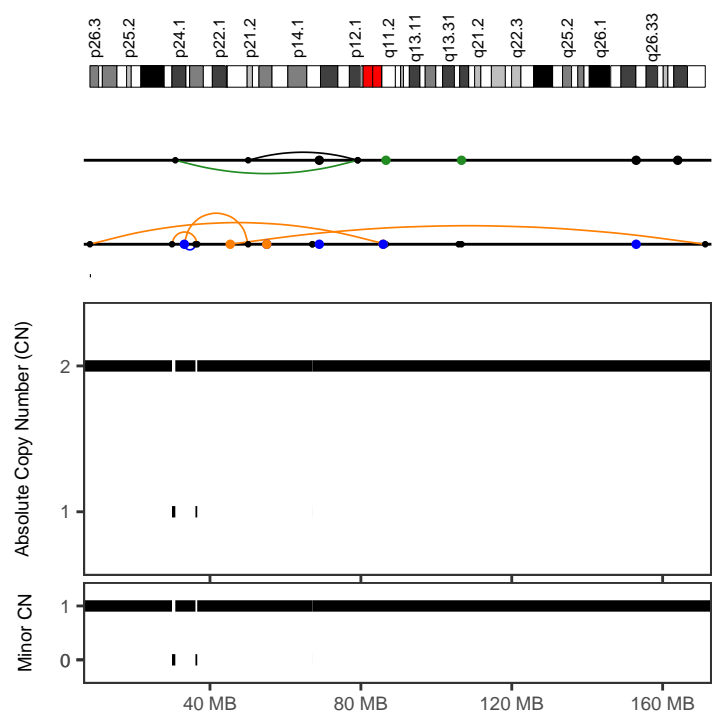 p26.3 p25.2 p24.1 p22.1 p21.2 p14.1 p12.1 q11.2 q13.11 q13.31 q21.2 q22.3 q25.2 q26.1 q26.33
Absolute Copy Number (CN)
2
1
Minor CN
1
0
40 MB 80 MB 120 MB 160 MB